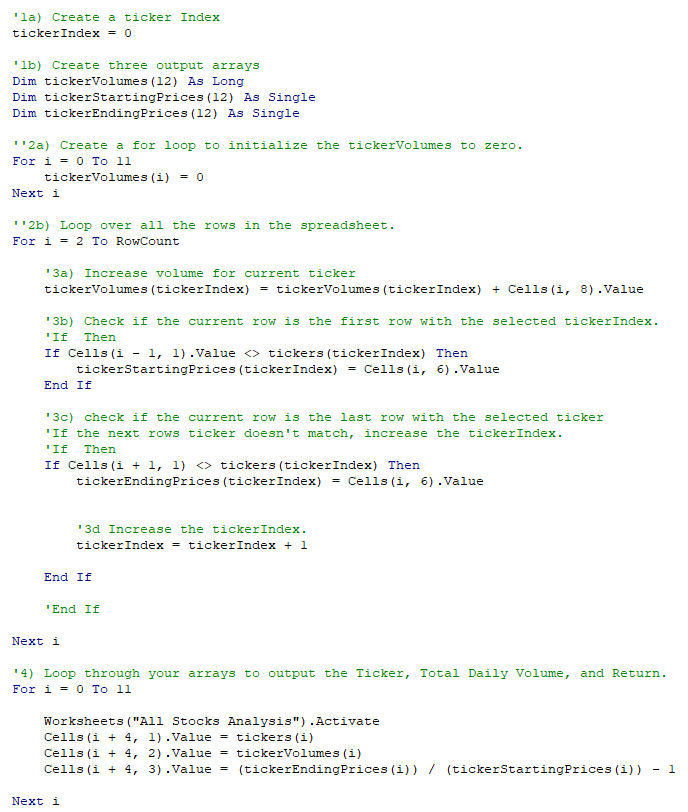 '1a) Create a ticker Index
tickerIndex = 0
'1b) Create three output arrays
Dim tickerVolumes(12) As Long
Dim tickerStartingPrices(12) As Single
Dim tickerEndingPrices(12) As Single
''2a) Create a for loop to initialize the tickerVolumes to zero.
For i = 0 To 11
    tickerVolumes(i) = 0
Next i
''2b) Loop over all the rows in the spreadsheet.
For i = 2 To RowCount
    '3a) Increase volume for current ticker
    tickerVolumes(tickerIndex) = tickerVolumes(tickerIndex) + Cells(i, 8).Value
    '3b) Check if the current row is the first row with the selected tickerIndex.
    'If  Then
    If Cells(i - 1, 1).Value <> tickers(tickerIndex) Then
        tickerStartingPrices(tickerIndex) = Cells(i, 6).Value
    End If
    '3c) check if the current row is the last row with the selected ticker
    'If the next rows ticker doesn't match, increase the tickerIndex.
    'If  Then
    If Cells(i + 1, 1) <> tickers(tickerIndex) Then
        tickerEndingPrices(tickerIndex) = Cells(i, 6).Value
        '3d Increase the tickerIndex.
        tickerIndex = tickerIndex + 1
    End If
    'End If
Next i
'4) Loop through your arrays to output the Ticker, Total Daily Volume, and Return.
For i = 0 To 11
    Worksheets("All Stocks Analysis").Activate
    Cells(i + 4, 1).Value = tickers(i)
    Cells(i + 4, 2).Value = tickerVolumes(i)
    Cells(i + 4, 3).Value = (tickerEndingPrices(i)) / (tickerStartingPrices(i)) - 1
Next i